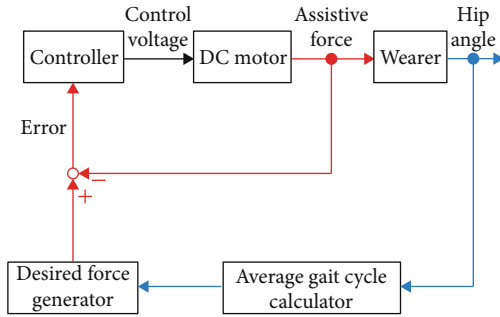 Control
voltage
Assistive
force
Hip
angle
Controller
DC motor
Wearer
Error
−
+
Desired force
generator
Average gait cycle
calculator